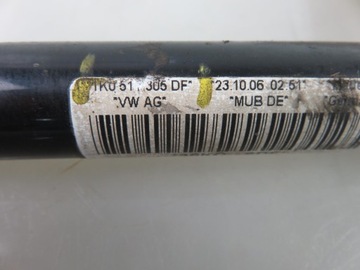 1K0 51 305 DF" "23.10.06 02 51
"VW AG" "MUB DE"